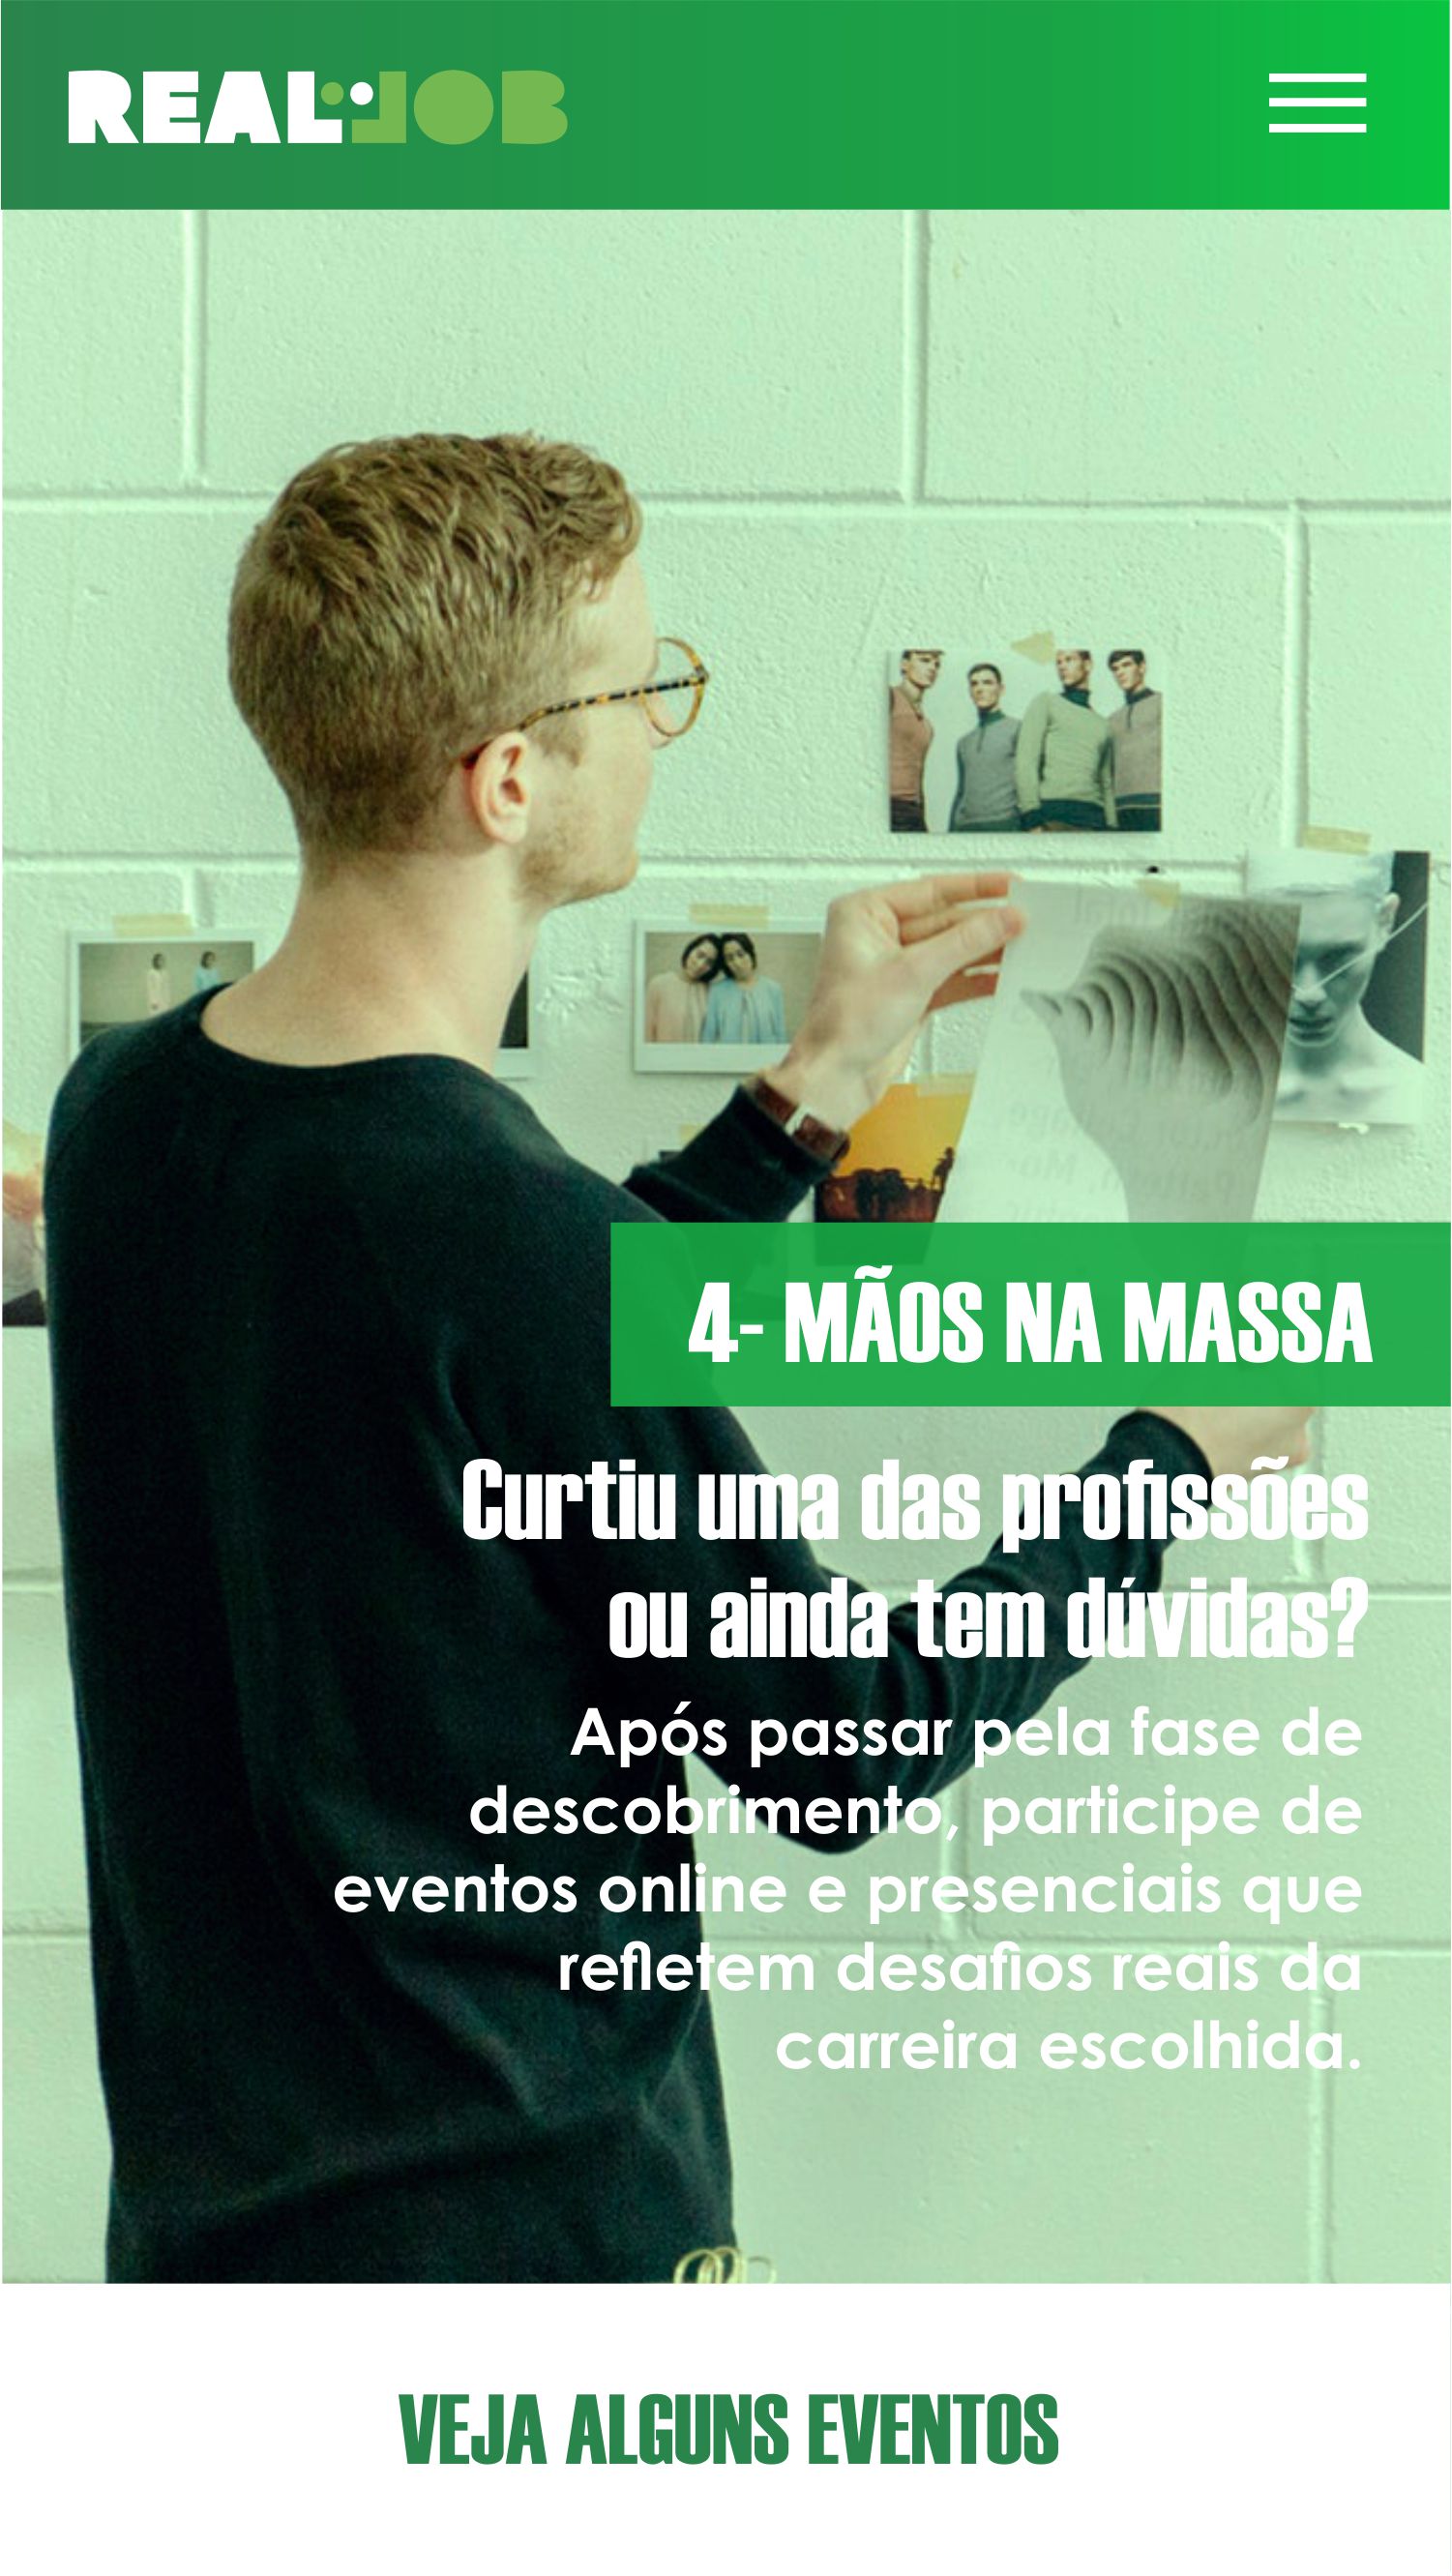 REAL JOB
4- MÃOS NA MASSA
Curtiu uma das profissões
ou ainda tem dúvidas?
Após passar pela fase de
descobrimento, participe de
eventos online e presenciais que
refletem desafios reais da
carreira escolhida.
VEJA ALGUNS EVENTOS